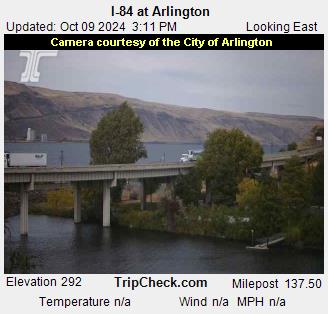 I-84 at Arlington
Updated: Oct 09 2024 3:11 PM Looking East
Camera courtesy of the City of Arlington
Elevation 292 TripCheck.com Milepost 137.50
Temperature n/a Wind n/a MPH n/a